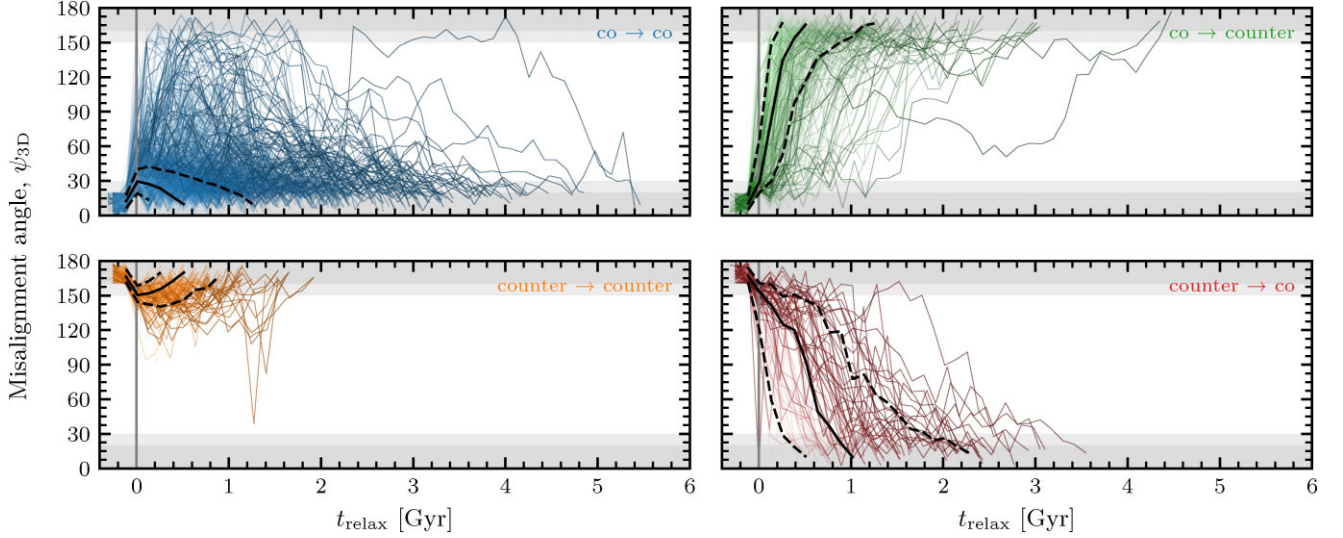 Misalignment angle, ψ3D
180
150
120
90
60
30
0
co → co
co → counter
180
150
120
90
60
30
0
counter → counter
counter → co
0 1 2 3 4 5 6
0 1 2 3 4 5 6
trelax [Gyr]
trelax [Gyr]